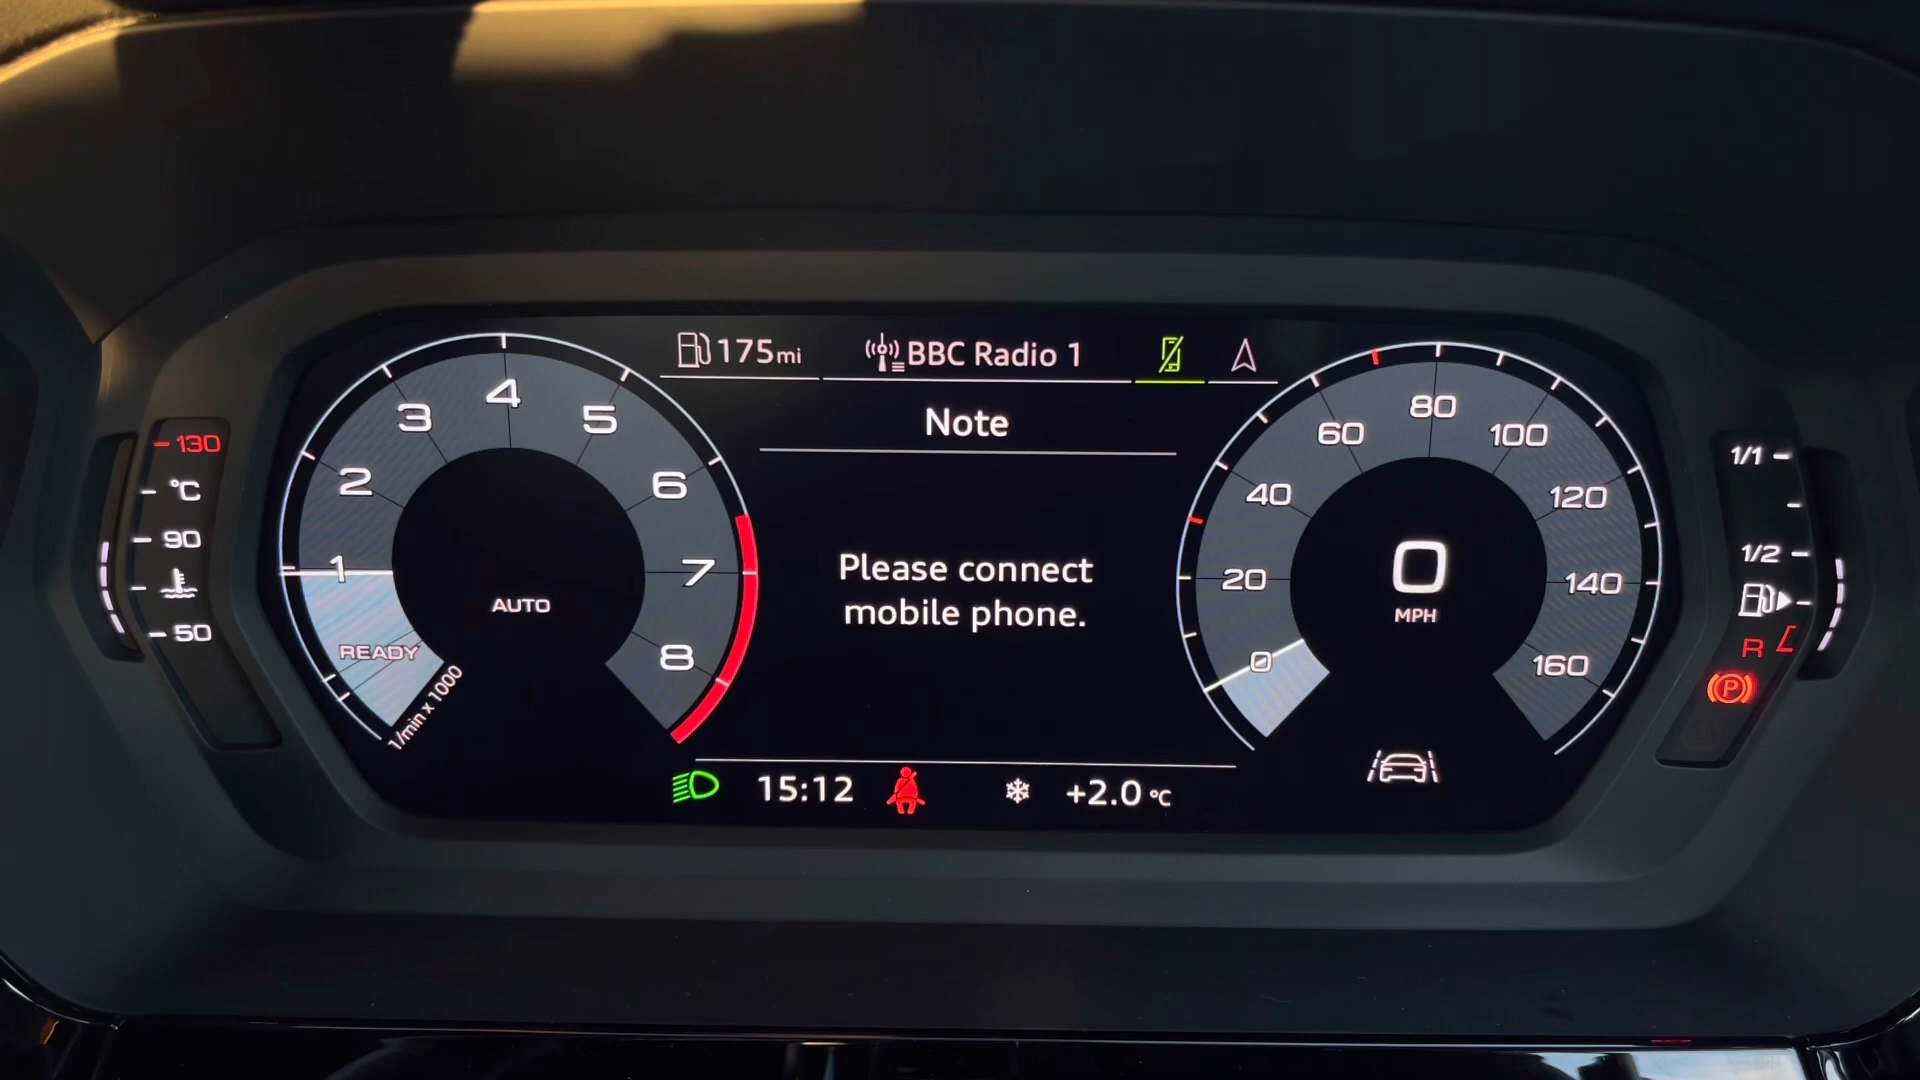 175mi
BBC Radio 1
Note
Please connect
mobile phone.
1
2
3
4
5
6
7
8
AUTO
READY
1/min x 1000
0
20
40
60
80
100
120
140
160
0
MPH
130
°C
90
50
1/1
1/2
R
P
15:12
+2.0 °C